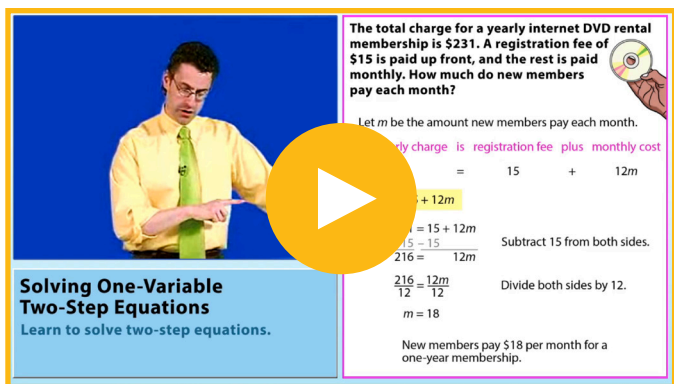 Solving One-Variable
Two-Step Equations
Learn to solve two-step equations.
The total charge for a yearly internet DVD rental
membership is $231. A registration fee of
$15 is paid up front, and the rest is paid
monthly. How much do new members
pay each month?
Let m be the amount new members pay each month.
charge is registration fee plus monthly cost
= 15 + 12m
+ 12m
= 15 + 12m
– 15 Subtract 15 from both sides.
216 = 12m
216/12 = 12m/12 Divide both sides by 12.
m = 18
New members pay $18 per month for a
one-year membership.